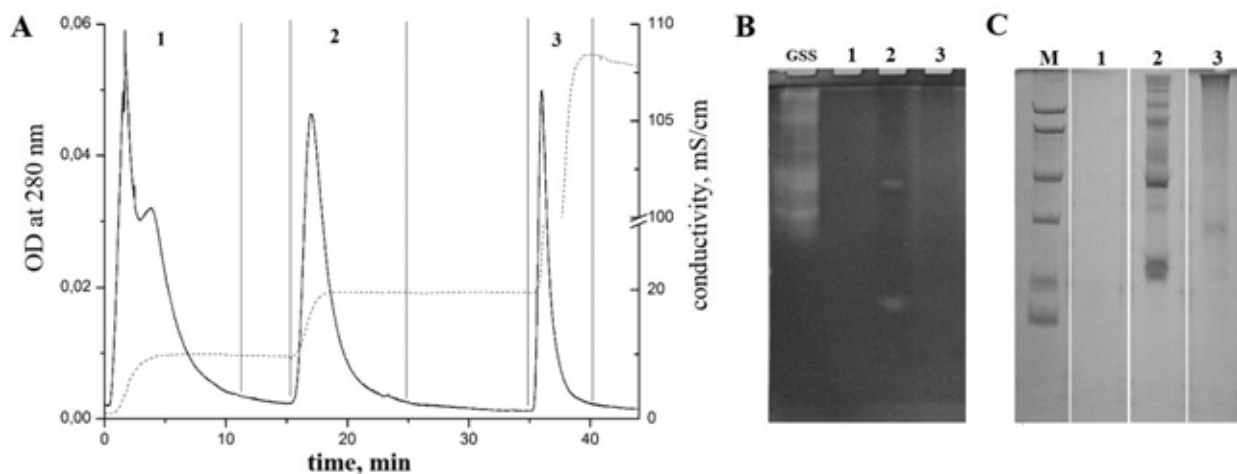 A
B
C
1
2
3
GSS 1 2 3
M 1 2 3
OD at 280 nm
0,06
0,04
0,02
0,00
0
10
20
30
40
time, min
110
105
100
20
0
conductivity, mS/cm